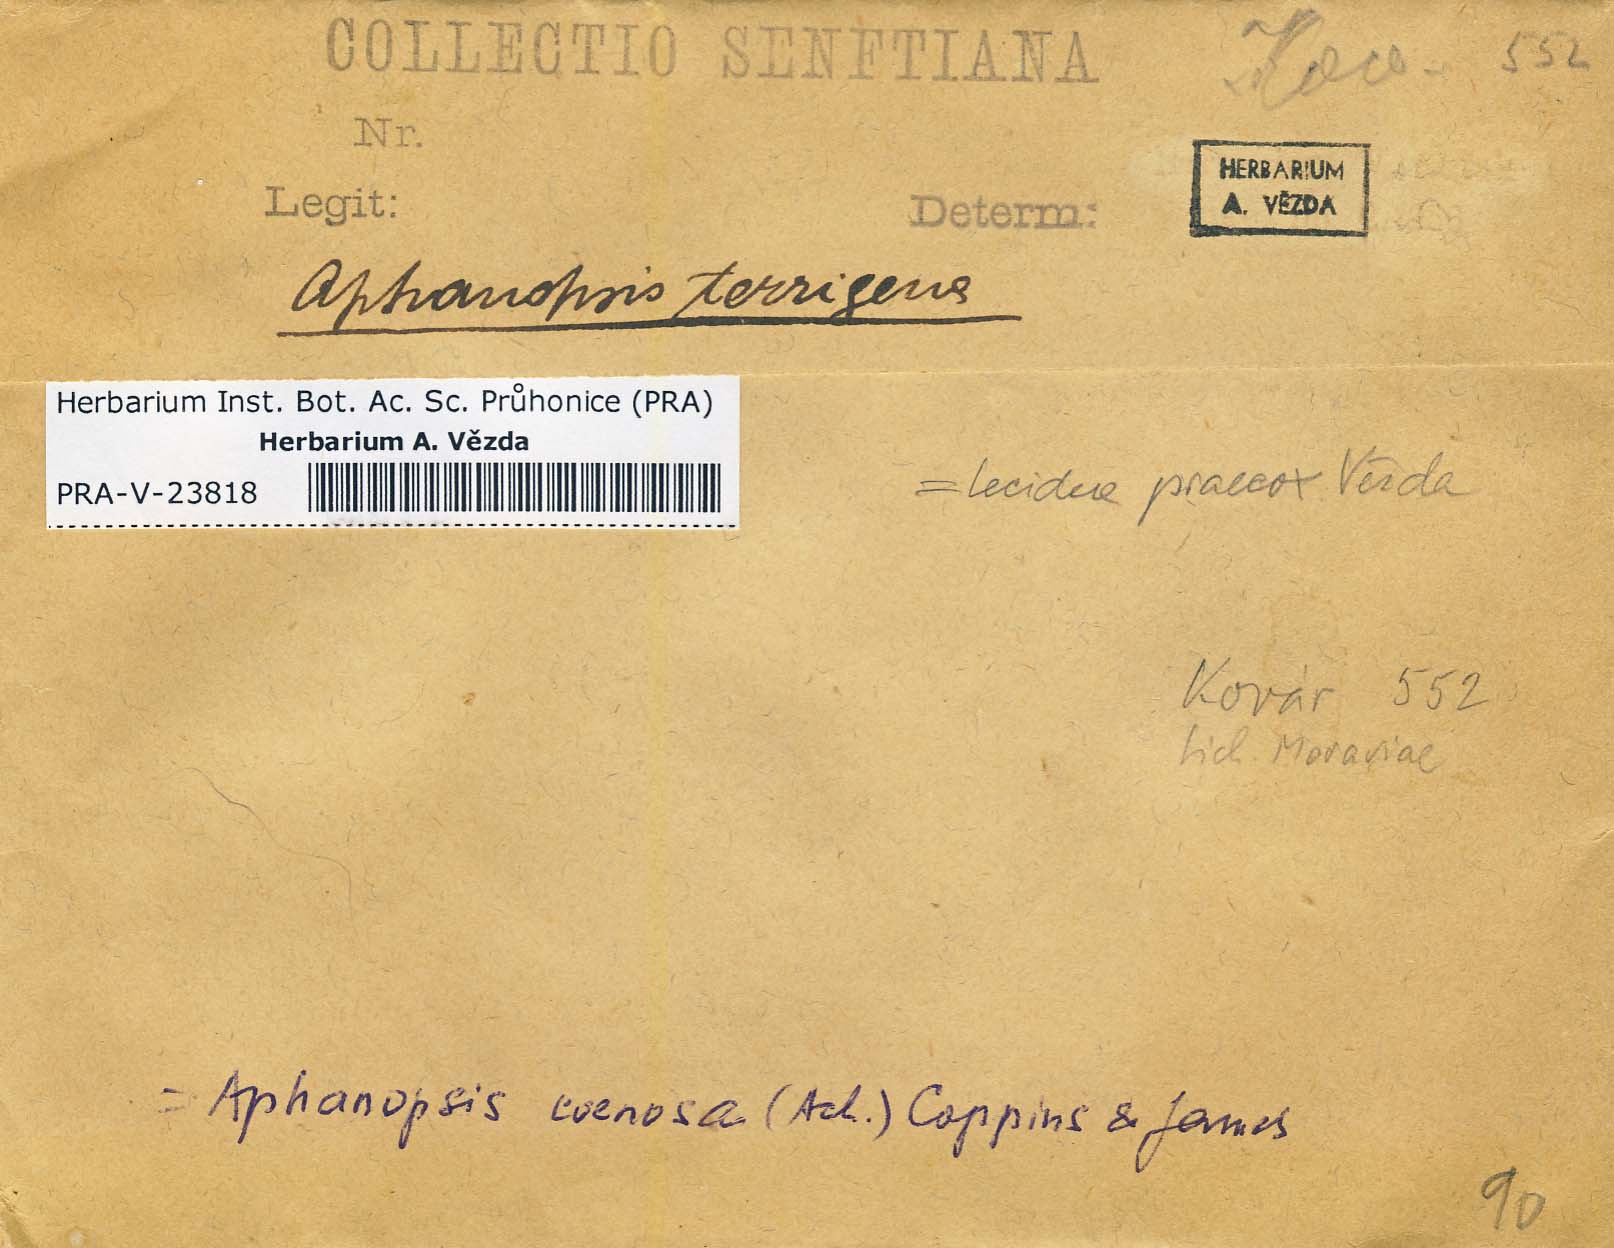 COLLECTIO SENFTIANA
552
Nr.
HERBARIUM
A. VĚZDA
Legit: Determ:
Aphanopsis terrigena
Herbarium Inst. Bot. Ac. Sc. Průhonice (PRA)
Herbarium A. Vězda
PRA-V-23818
= Lecidea praecox Vězda
Kovář 552
Lich. Moraviae
= Aphanopsis coenosa (Ach.) Coppins & James
90